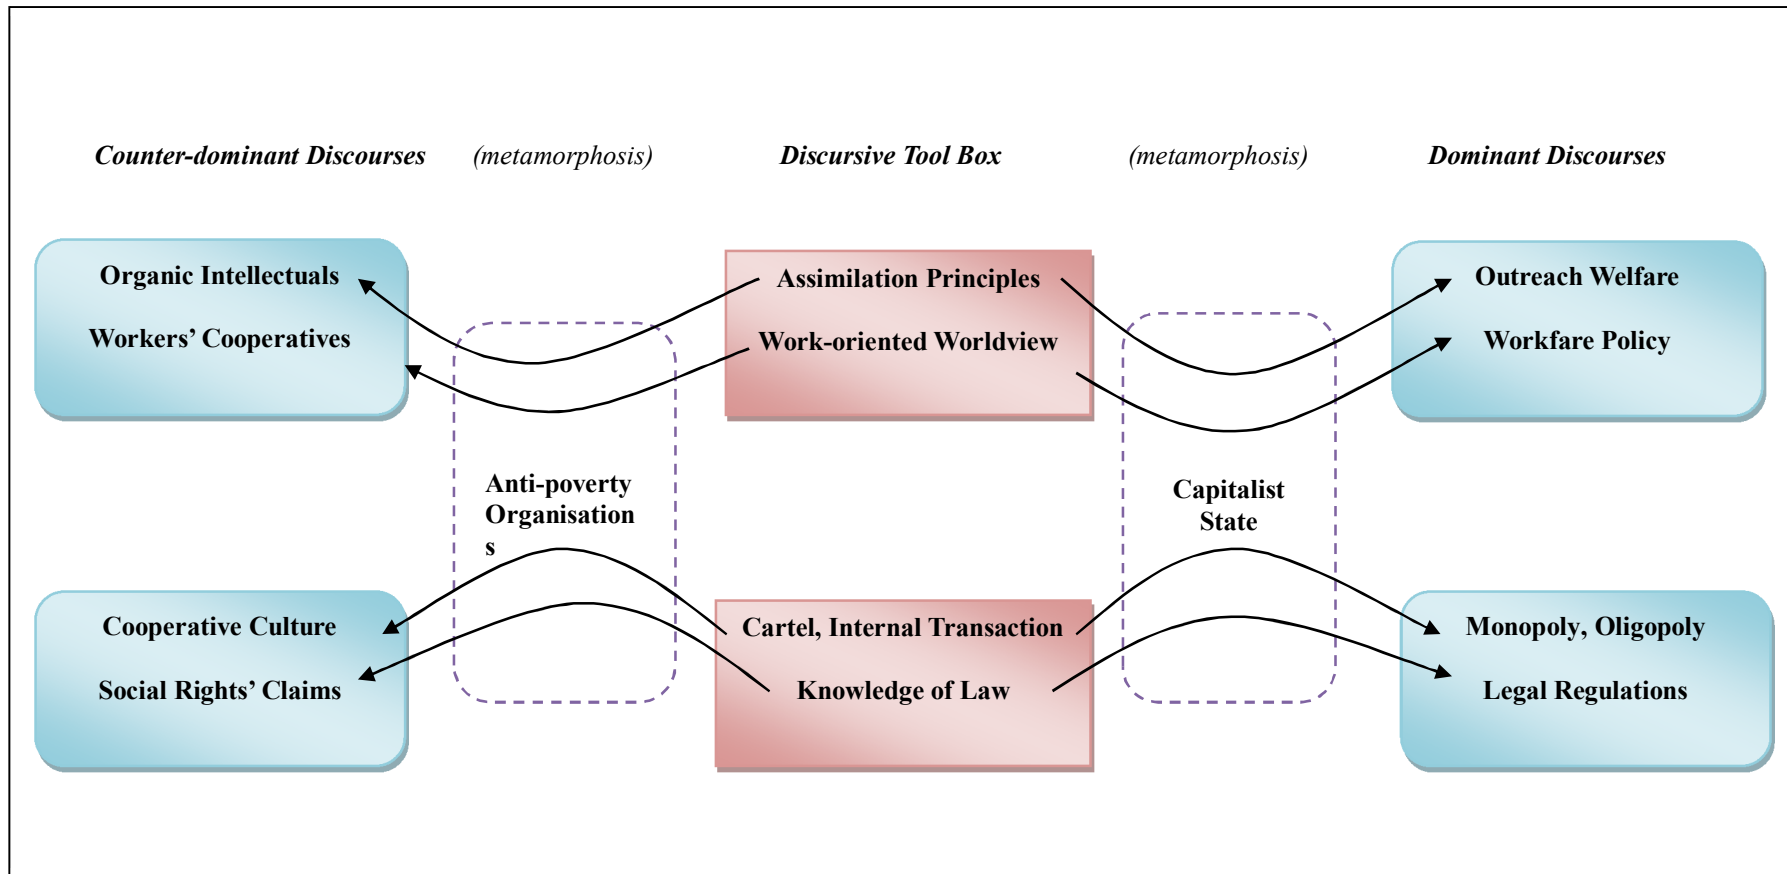 Counter-dominant Discourses (metamorphosis) Discursive Tool Box (metamorphosis) Dominant Discourses
Organic Intellectuals
Workers’ Cooperatives
Assimilation Principles
Work-oriented Worldview
Outreach Welfare
Workfare Policy
Anti-poverty
Organisation
s
Capitalist
State
Cooperative Culture
Social Rights’ Claims
Cartel, Internal Transaction
Knowledge of Law
Monopoly, Oligopoly
Legal Regulations